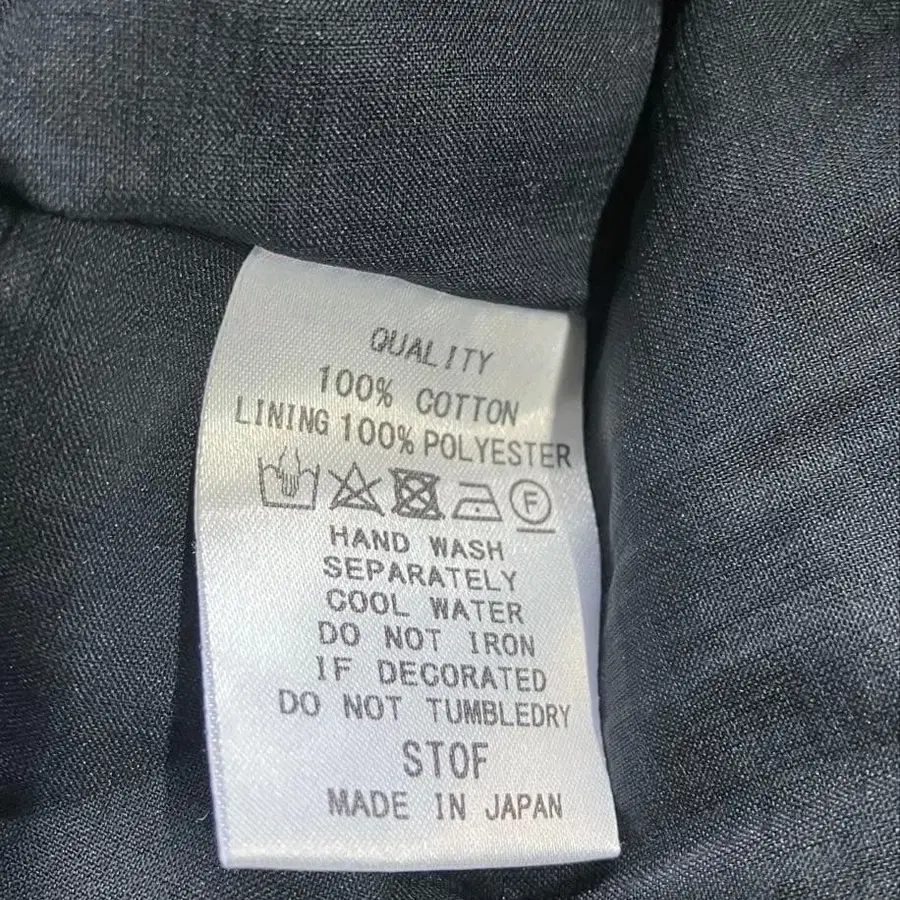 QUALITY
100% COTTON
LINING 100% POLYESTER
F
HAND WASH
SEPARATELY
COOL WATER
DO NOT IRON
IF DECORATED
DO NOT TUMBLEDRY
STOF
MADE IN JAPAN